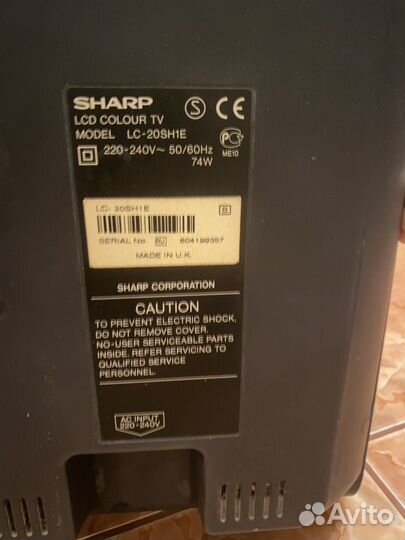 SHARP
LCD COLOUR TV
MODEL LC-20SH1E
220-240V~ 50/60Hz
74W
S
CE
РС
ME10
LC-20SH1E
B
SERIAL No. RU 604199357
MADE IN U.K.
SHARP CORPORATION
CAUTION
TO PREVENT ELECTRIC SHOCK,
DO NOT REMOVE COVER.
NO-USER SERVICEABLE PARTS
INSIDE. REFER SERVICING TO
QUALIFIED SERVICE
PERSONNEL.
AC INPUT
220-240V
Avito